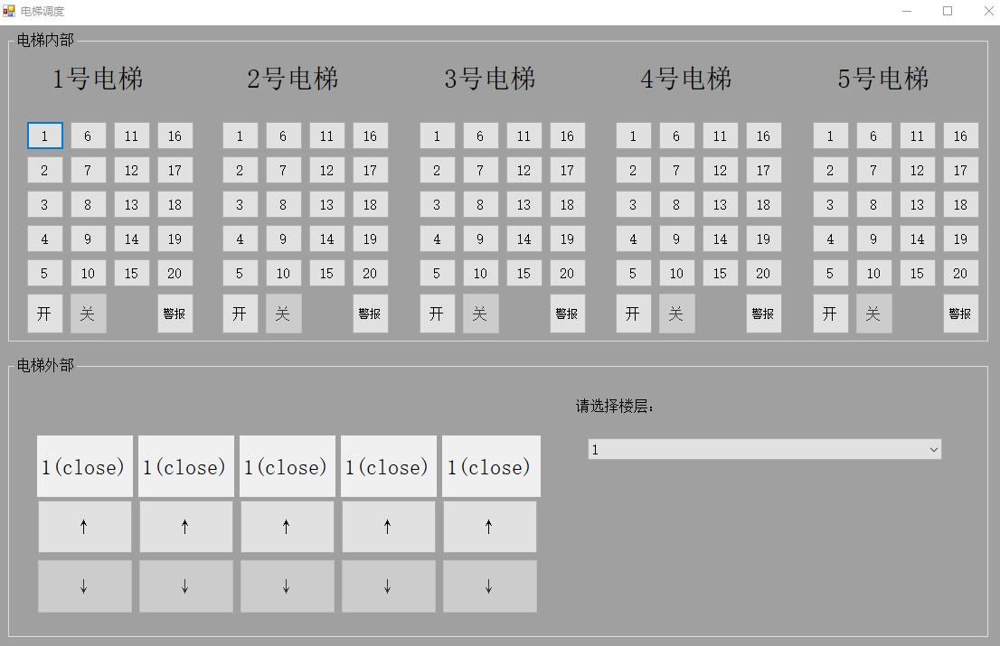 电梯调度
电梯内部
1号电梯 2号电梯 3号电梯 4号电梯 5号电梯
1 6 11 16 1 6 11 16 1 6 11 16 1 6 11 16 1 6 11 16
2 7 12 17 2 7 12 17 2 7 12 17 2 7 12 17 2 7 12 17
3 8 13 18 3 8 13 18 3 8 13 18 3 8 13 18 3 8 13 18
4 9 14 19 4 9 14 19 4 9 14 19 4 9 14 19 4 9 14 19
5 10 15 20 5 10 15 20 5 10 15 20 5 10 15 20 5 10 15 20
开 关 警报 开 关 警报 开 关 警报 开 关 警报 开 关 警报
电梯外部
请选择楼层：
1
1(close) 1(close) 1(close) 1(close) 1(close)
↑ ↑ ↑ ↑ ↑
↓ ↓ ↓ ↓ ↓